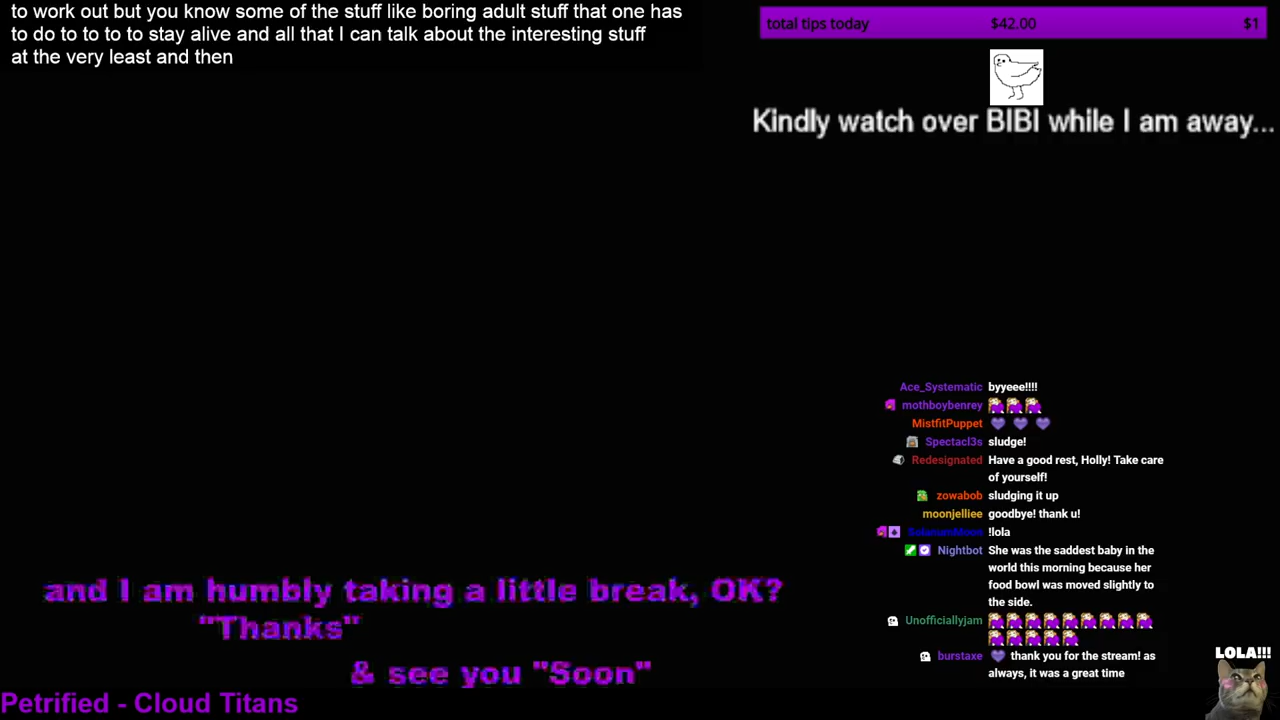 to work out but you know some of the stuff like boring adult stuff that one has
to do to to to to stay alive and all that I can talk about the interesting stuff
at the very least and then
total tips today $42.00 $1
Kindly watch over BIBI while I am away...
Ace_Systematic byyeee!!!!
mothboybenrey
MistfitPuppet
Spectacl3s sludge!
Redesignated Have a good rest, Holly! Take care
of yourself!
zowabob sludging it up
moonjelliee goodbye! thank u!
!lola
Nightbot She was the saddest baby in the
world this morning because her
food bowl was moved slightly to
the side.
Unofficiallyjam
burstaxe thank you for the stream! as
always, it was a great time
and I am humbly taking a little break, OK?
"Thanks"
& see you "Soon"
LOLA!!!
Petrified - Cloud Titans